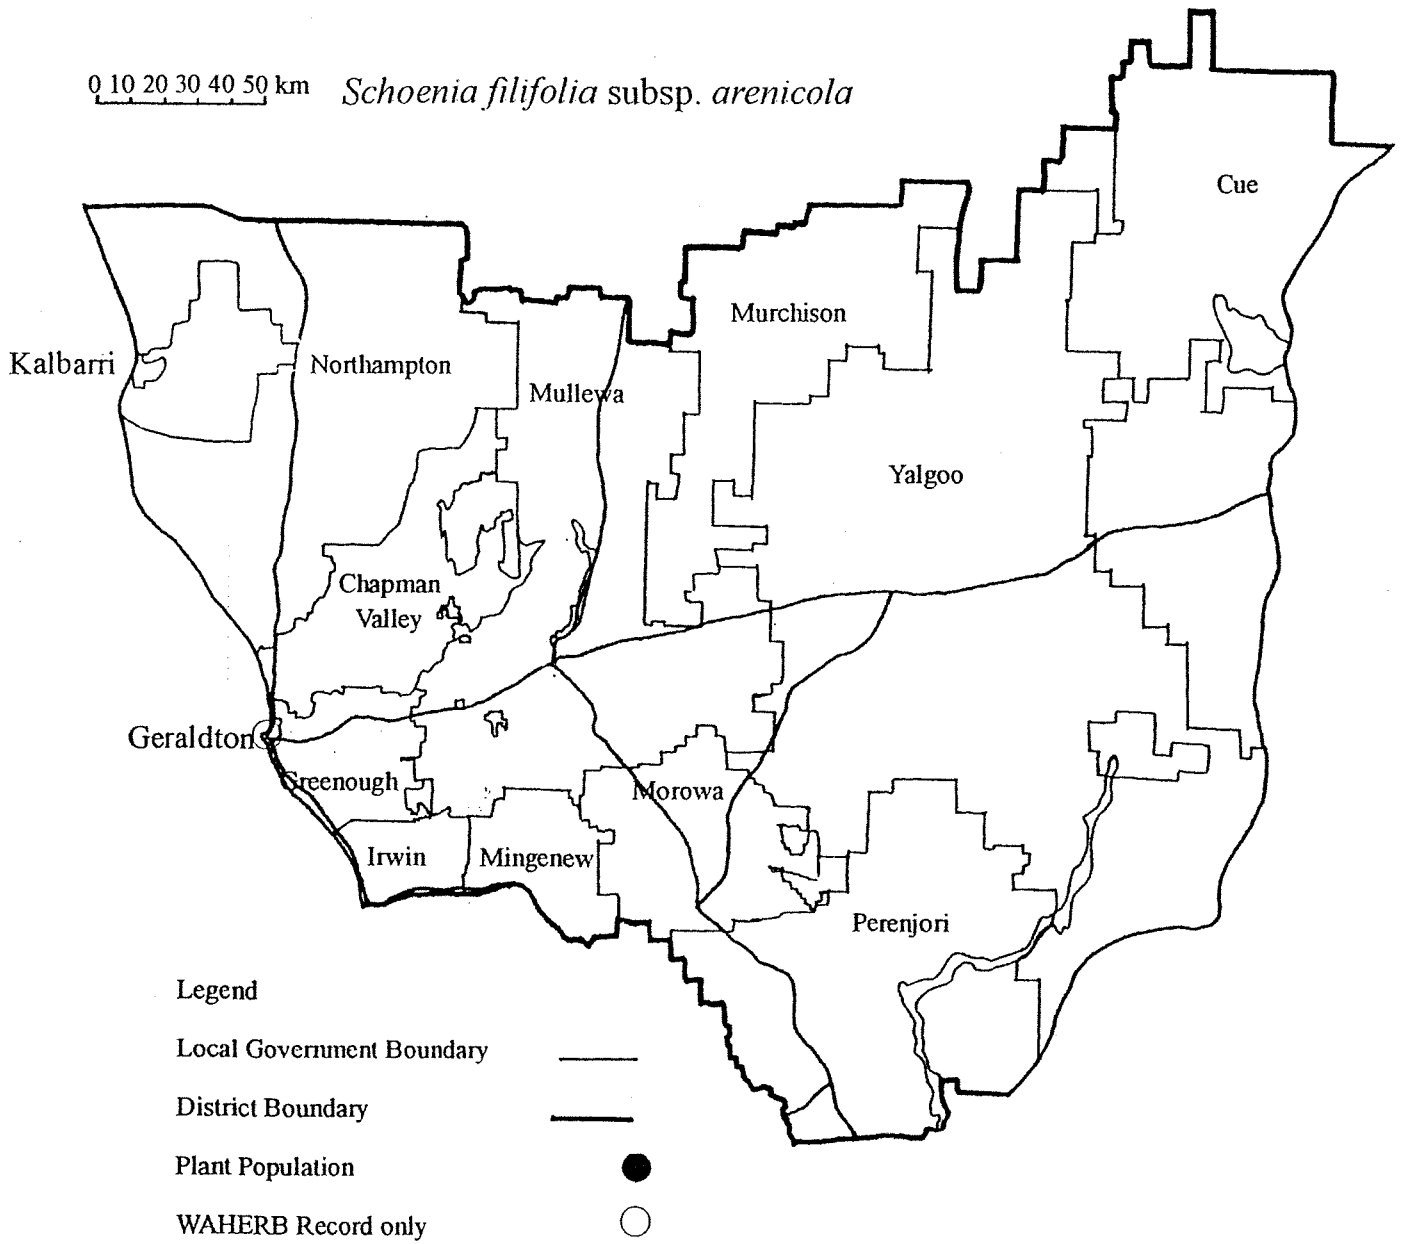 0 10 20 30 40 50 km
Schoenia filifolia subsp. arenicola
Cue
Murchison
Kalbarri
Northampton
Mullewa
Yalgoo
Chapman
Valley
Geraldton
Greenough
Morowa
Irwin
Mingenew
Perenjori
Legend
Local Government Boundary
District Boundary
Plant Population
WAHERB Record only